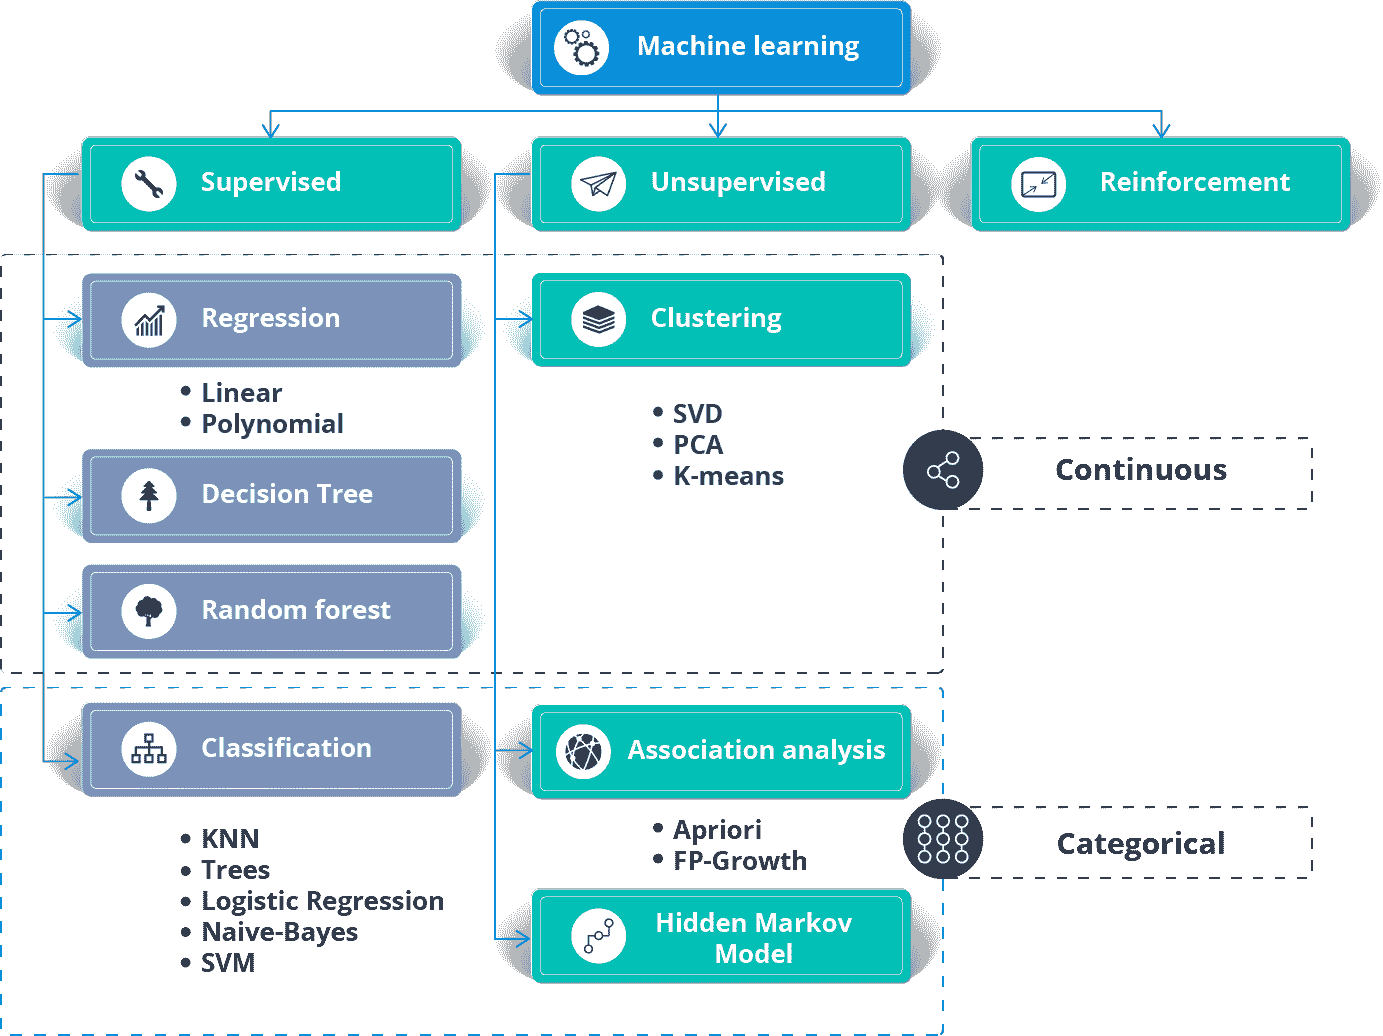 Machine learning
Supervised
Unsupervised
Reinforcement
Regression
• Linear
• Polynomial
Decision Tree
Random forest
Clustering
• SVD
• PCA
• K-means
Continuous
Classification
• KNN
• Trees
• Logistic Regression
• Naive-Bayes
• SVM
Association analysis
• Apriori
• FP-Growth
Hidden Markov
Model
Categorical